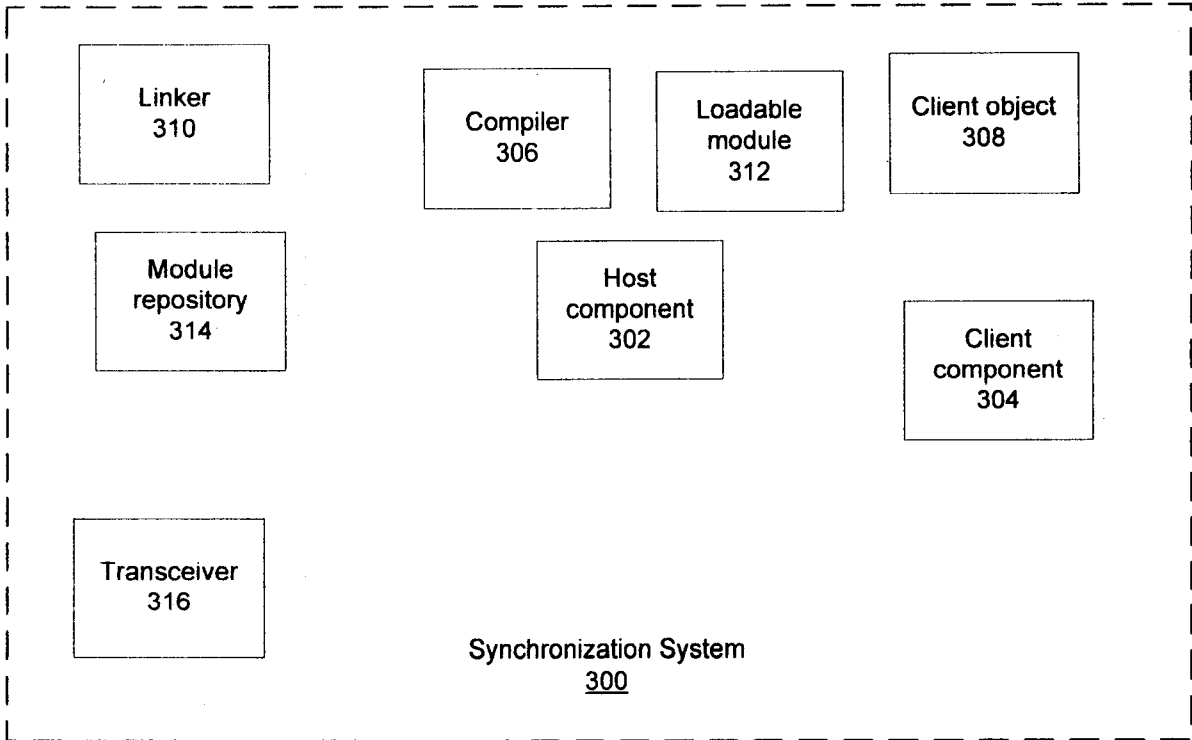 Linker
310
Compiler
306
Loadable
module
312
Client object
308
Module
repository
314
Host
component
302
Client
component
304
Transceiver
316
Synchronization System
300